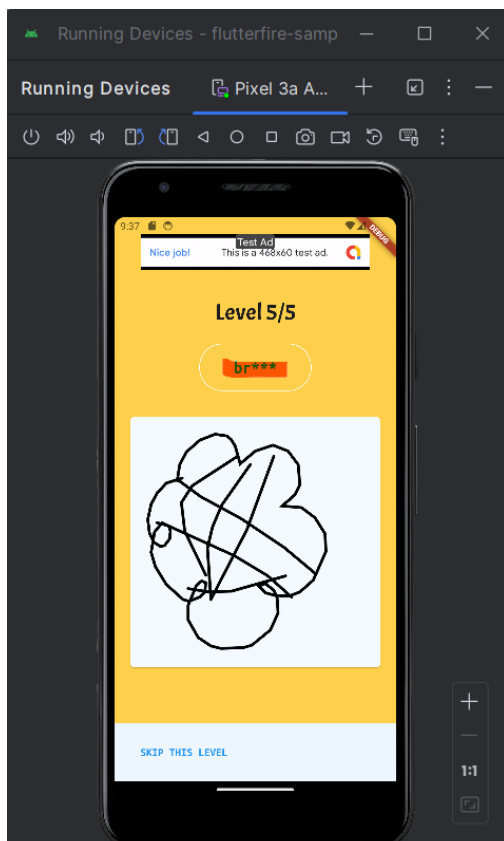 Running Devices - flutterfire-samp
Running Devices
Pixel 3a A...
9:37
DEBUG
Test Ad
Nice job!
This is a 468x60 test ad.
Level 5/5
br***
SKIP THIS LEVEL
1:1